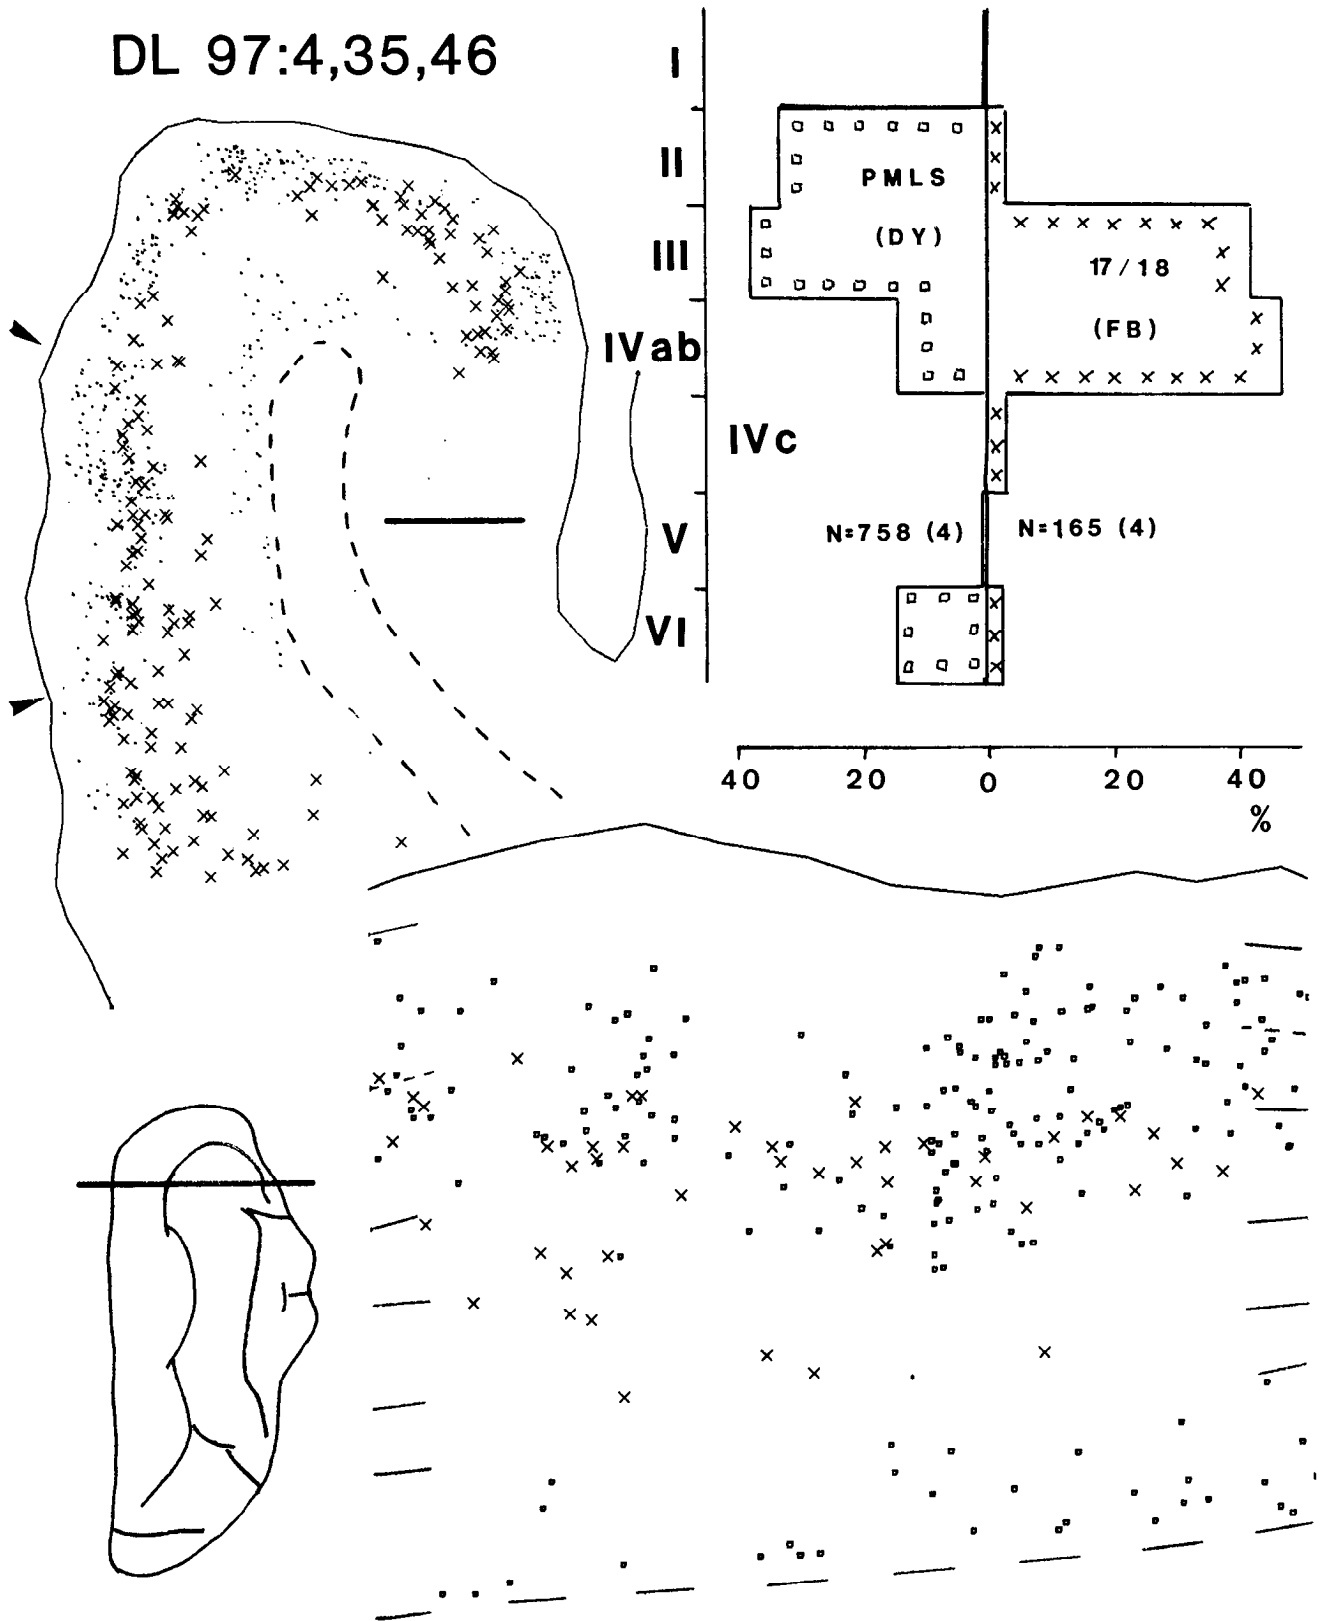 DL 97:4,35,46
I
II
III
IVab
IVc
V
VI
PMLS
(DY)
17/18
(FB)
N=758 (4)
N=165 (4)
40 20 0 20 40
%